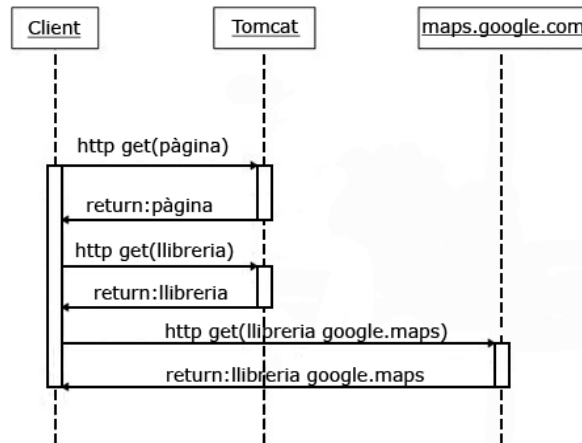 Client
Tomcat
maps.google.com
http get(pàgina)
return:pàgina
http get(llibreria)
return:llibreria
http get(llibreria google.maps)
return:llibreria google.maps